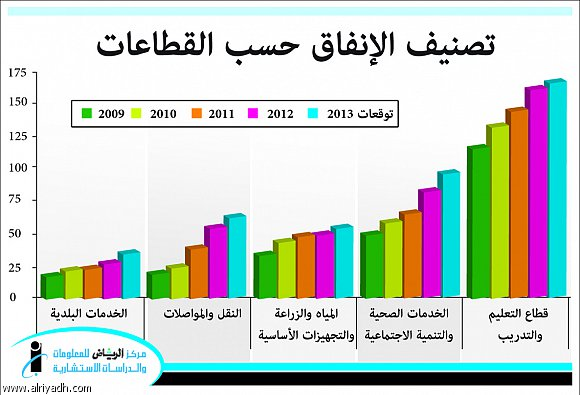 تصنيف الإنفاق حسب القطاعات
175
150
125
100
75
50
25
0
2009 2010 2011 2012 توقعات 2013
الخدمات البلدية
النقل والمواصلات
المياه والزراعة
والتجهيزات الأساسية
الخدمات الصحية
والتنمية الاجتماعية
قطاع التعليم
والتدريب
مركز الرياض للمعلومات
والدراسات الاستشارية
www.alriyadh.com